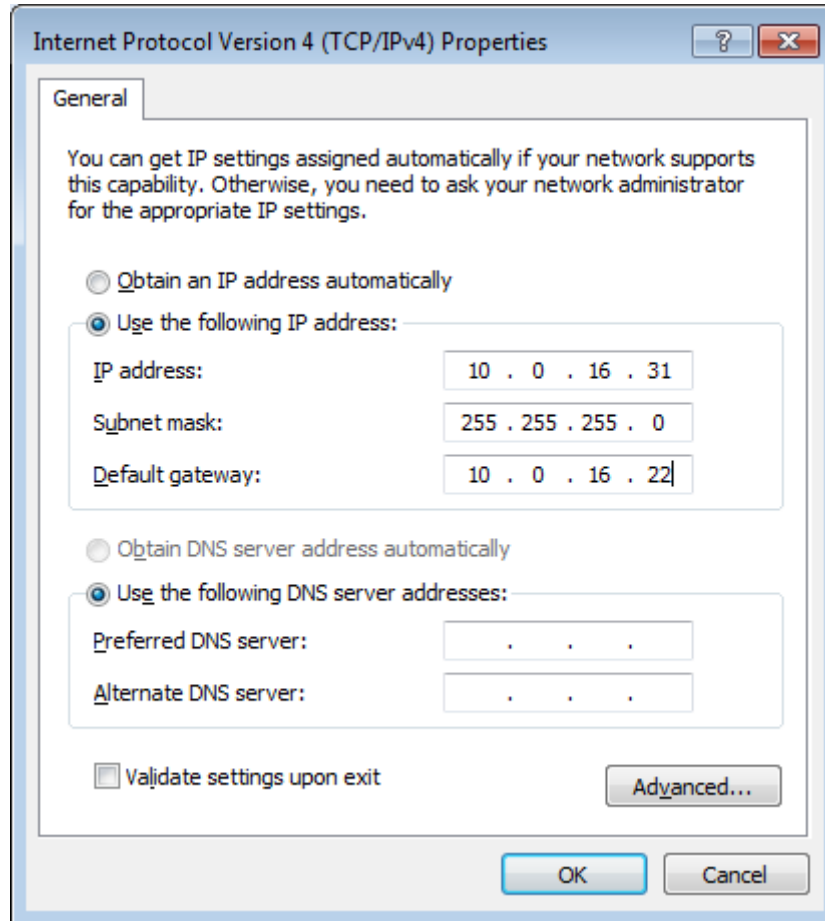 Internet Protocol Version 4 (TCP/IPv4) Properties
General
You can get IP settings assigned automatically if your network supports
this capability. Otherwise, you need to ask your network administrator
for the appropriate IP settings.
Obtain an IP address automatically
Use the following IP address:
IP address: 10 . 0 . 16 . 31
Subnet mask: 255 . 255 . 255 . 0
Default gateway: 10 . 0 . 16 . 22
Obtain DNS server address automatically
Use the following DNS server addresses:
Preferred DNS server: . . .
Alternate DNS server: . . .
Validate settings upon exit
Advanced...
OK Cancel